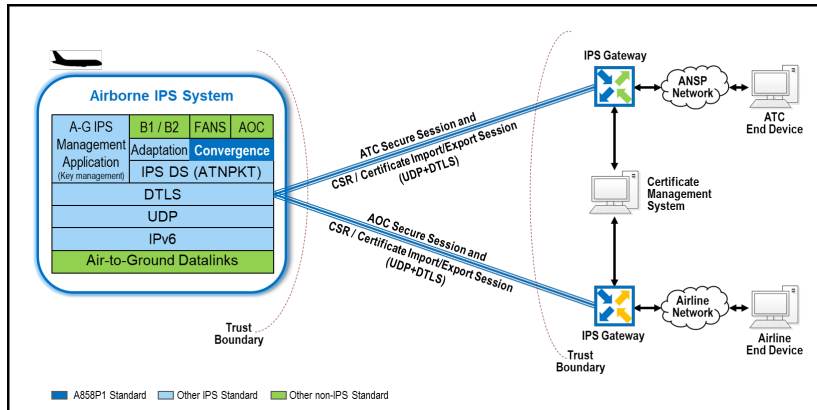 Airborne IPS System
A-G IPS
Management
Application
(Key management)
B1 / B2
FANS
AOC
Adaptation
Convergence
IPS DS (ATNPKT)
DTLS
UDP
IPv6
Air-to-Ground Datalinks
Trust
Boundary
ATC Secure Session and
CSR / Certificate Import/Export Session
(UDP+DTLS)
AOC Secure Session and
CSR / Certificate Import/Export Session
(UDP+DTLS)
IPS Gateway
ANSP
Network
ATC
End Device
Certificate
Management
System
IPS Gateway
Airline
Network
Airline
End Device
Trust
Boundary
A858P1 Standard
Other IPS Standard
Other non-IPS Standard